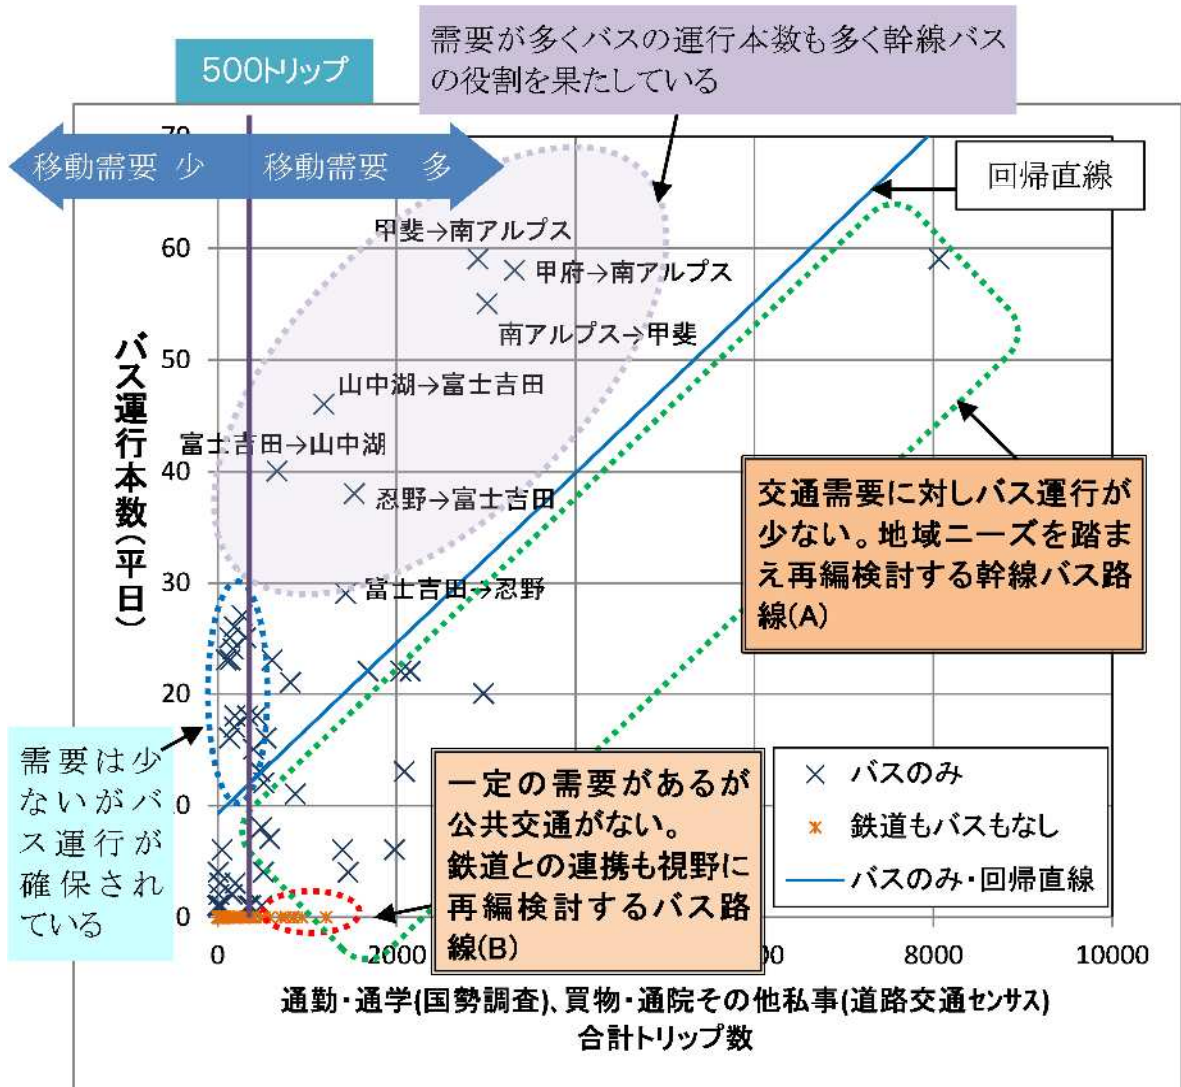 需要が多くバスの運行本数も多く幹線バス
の役割を果たしている
500トリップ
移動需要 少
移動需要 多
回帰直線
甲斐→南アルプス
甲府→南アルプス
南アルプス→甲斐
山中湖→富士吉田
富士吉田→山中湖
忍野→富士吉田
富士吉田→忍野
交通需要に対しバス運行が
少ない。地域ニーズを踏ま
え再編検討する幹線バス路
線(A)
需要は少
ないがバ
ス運行が
確保され
ている
一定の需要があるが
公共交通がない。
鉄道との連携も視野に
再編検討するバス路
線(B)
バスのみ
鉄道もバスもなし
バスのみ・回帰直線
バス運行本数(平日)
60
50
40
30
20
0
0
2000
8000
10000
通勤・通学(国勢調査)、買物・通院その他私事(道路交通センサス)
合計トリップ数